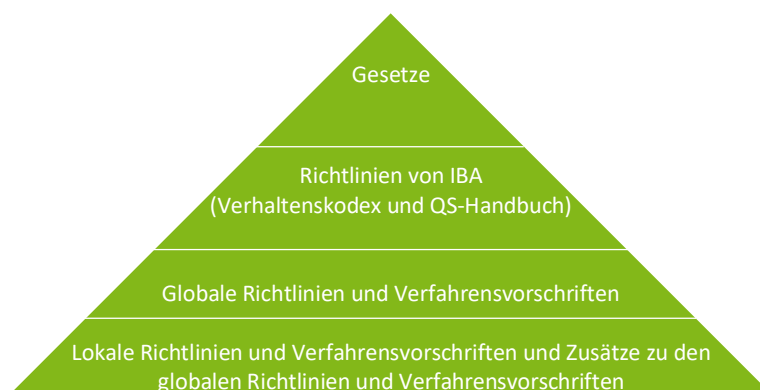 Gesetze
Richtlinien von IBA
(Verhaltenskodex und QS-Handbuch)
Globale Richtlinien und Verfahrensvorschriften
Lokale Richtlinien und Verfahrensvorschriften und Zusätze zu den
globalen Richtlinien und Verfahrensvorschriften